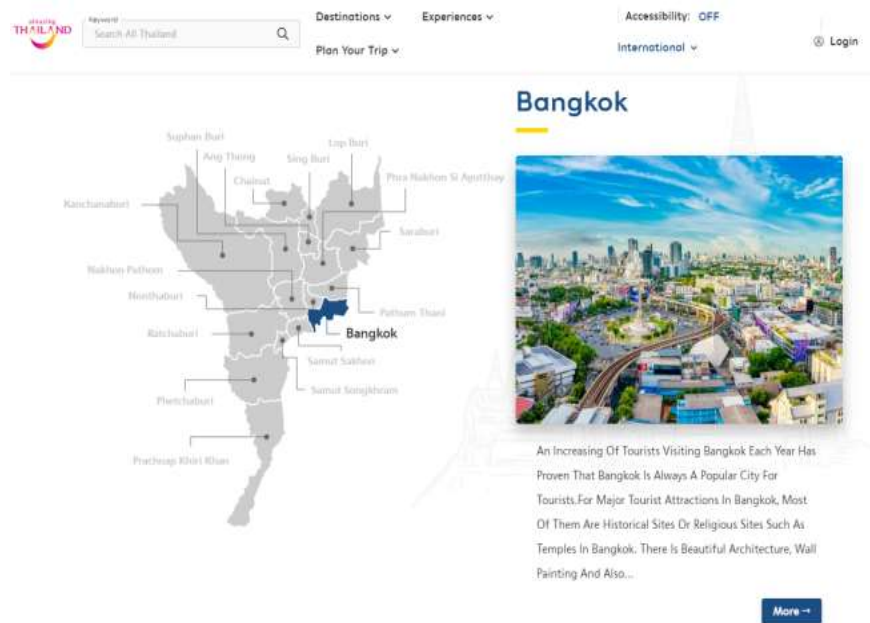 amazing
THAILAND
Keyword
Search All Thailand
Destinations
Experiences
Plan Your Trip
Accessibility: OFF
International
Login
Bangkok
Suphan Buri
Lop Buri
Ang Thong
Sing Buri
Chainat
Phra Nakhon Si Ayutthay
Kanchanaburi
Saraburi
Nakhon Pathom
Nonthaburi
Pathum Thani
Ratchaburi
Bangkok
Samut Sakhon
Samut Songkhram
Phetchaburi
Prachuap Khiri Khan
An Increasing Of Tourists Visiting Bangkok Each Year Has
Proven That Bangkok Is Always A Popular City For
Tourists.For Major Tourist Attractions In Bangkok, Most
Of Them Are Historical Sites Or Religious Sites Such As
Temples In Bangkok. There Is Beautiful Architecture, Wall
Painting And Also...
More →